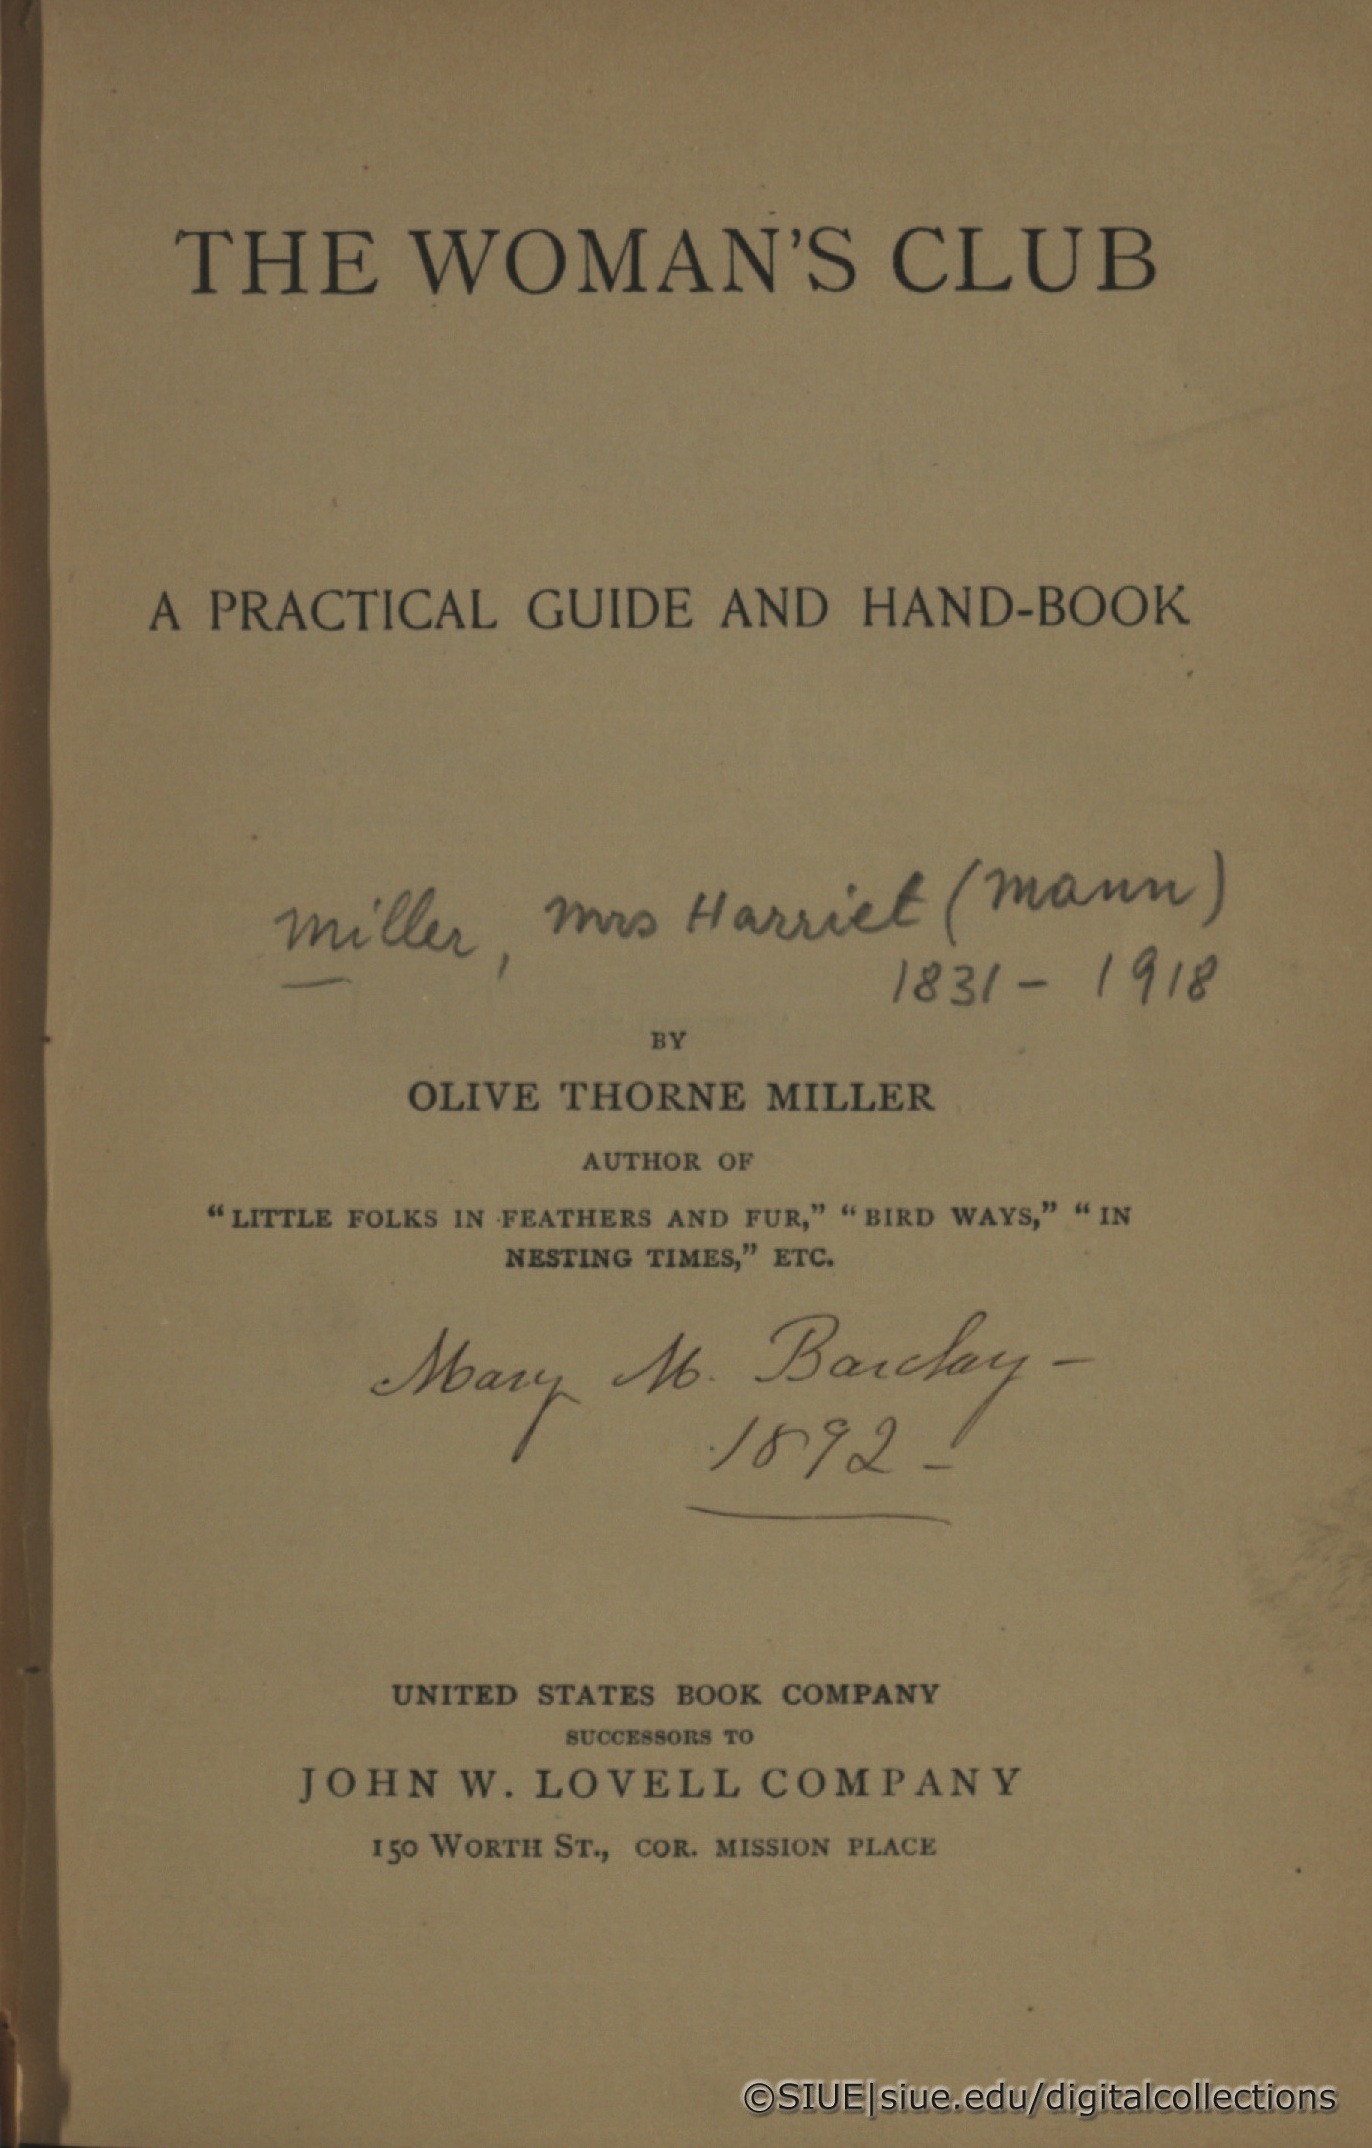 THE WOMAN'S CLUB
A PRACTICAL GUIDE AND HAND-BOOK
Miller, Mrs Harriet (Mann)
1831 - 1918
BY
OLIVE THORNE MILLER
AUTHOR OF
“LITTLE FOLKS IN FEATHERS AND FUR,” “BIRD WAYS,” “IN
NESTING TIMES,” ETC.
Mary M. Barclay -
1892 -
UNITED STATES BOOK COMPANY
SUCCESSORS TO
JOHN W. LOVELL COMPANY
150 WORTH ST., COR. MISSION PLACE
©SIUE|siue.edu/digitalcollections